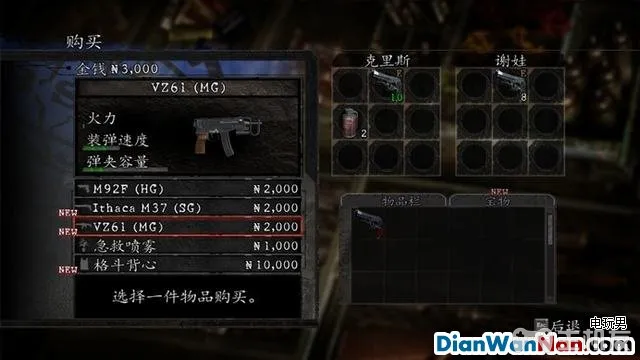 购买
金钱 ₦3,000
VZ61 (MG)
火力
装弹速度
弹夹容量
M92F (HG) ₦2,000
NEW Ithaca M37 (SG) ₦2,000
NEW VZ61 (MG) ₦2,000
急救喷雾 ₦1,000
NEW 格斗背心 ₦10,000
选择一件物品购买。
克里斯
E
10
2
谢娃
E
8
物品栏
NEW
宝物
后退
电玩男
DianWanNan.com